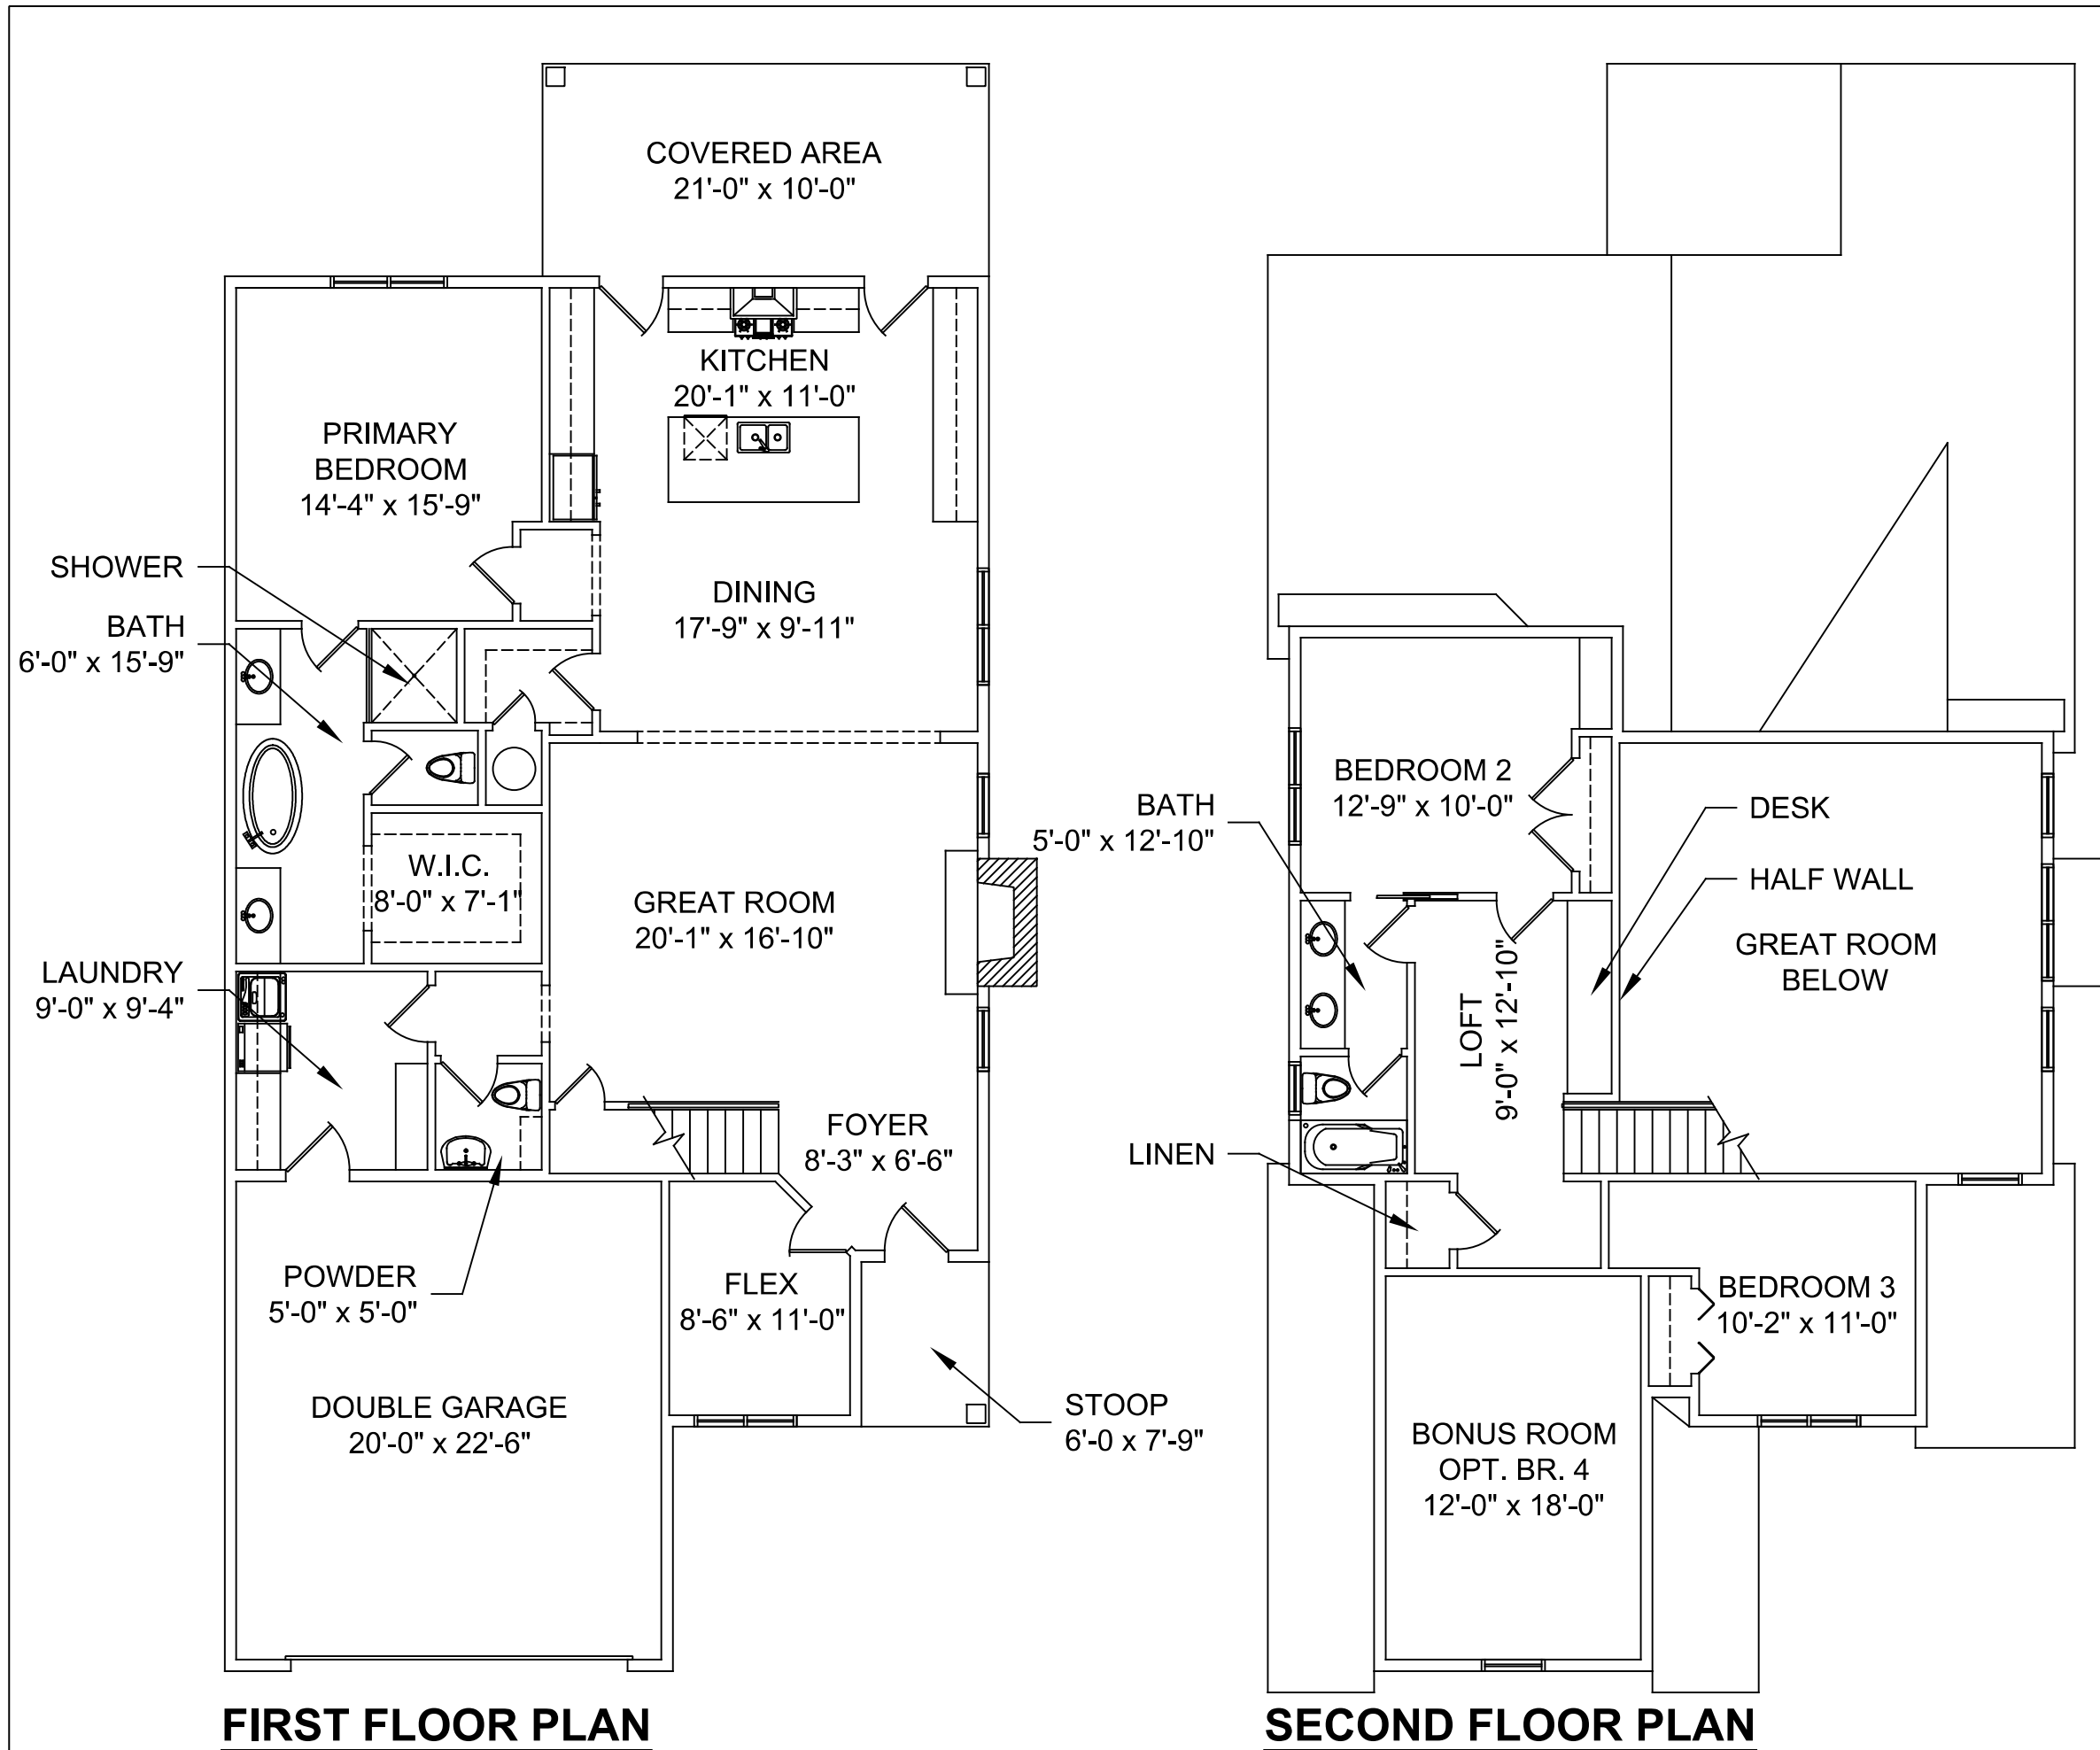 COVERED AREA
21'-0" x 10'-0"
KITCHEN
20'-1" x 11'-0"
PRIMARY
BEDROOM
14'-4" x 15'-9"
SHOWER
DINING
17'-9" x 9'-11"
BATH
6'-0" x 15'-9"
W.I.C.
8'-0" x 7'-1"
GREAT ROOM
20'-1" x 16'-10"
LAUNDRY
9'-0" x 9'-4"
FOYER
8'-3" x 6'-6"
POWDER
5'-0" x 5'-0"
FLEX
8'-6" x 11'-0"
DOUBLE GARAGE
20'-0" x 22'-6"
STOOP
6'-0 x 7'-9"
FIRST FLOOR PLAN
BEDROOM 2
12'-9" x 10'-0"
BATH
5'-0" x 12'-10"
DESK
HALF WALL
GREAT ROOM
BELOW
LOFT
9'-0" x 12'-10"
LINEN
BEDROOM 3
10'-2" x 11'-0"
BONUS ROOM
OPT. BR. 4
12'-0" x 18'-0"
SECOND FLOOR PLAN